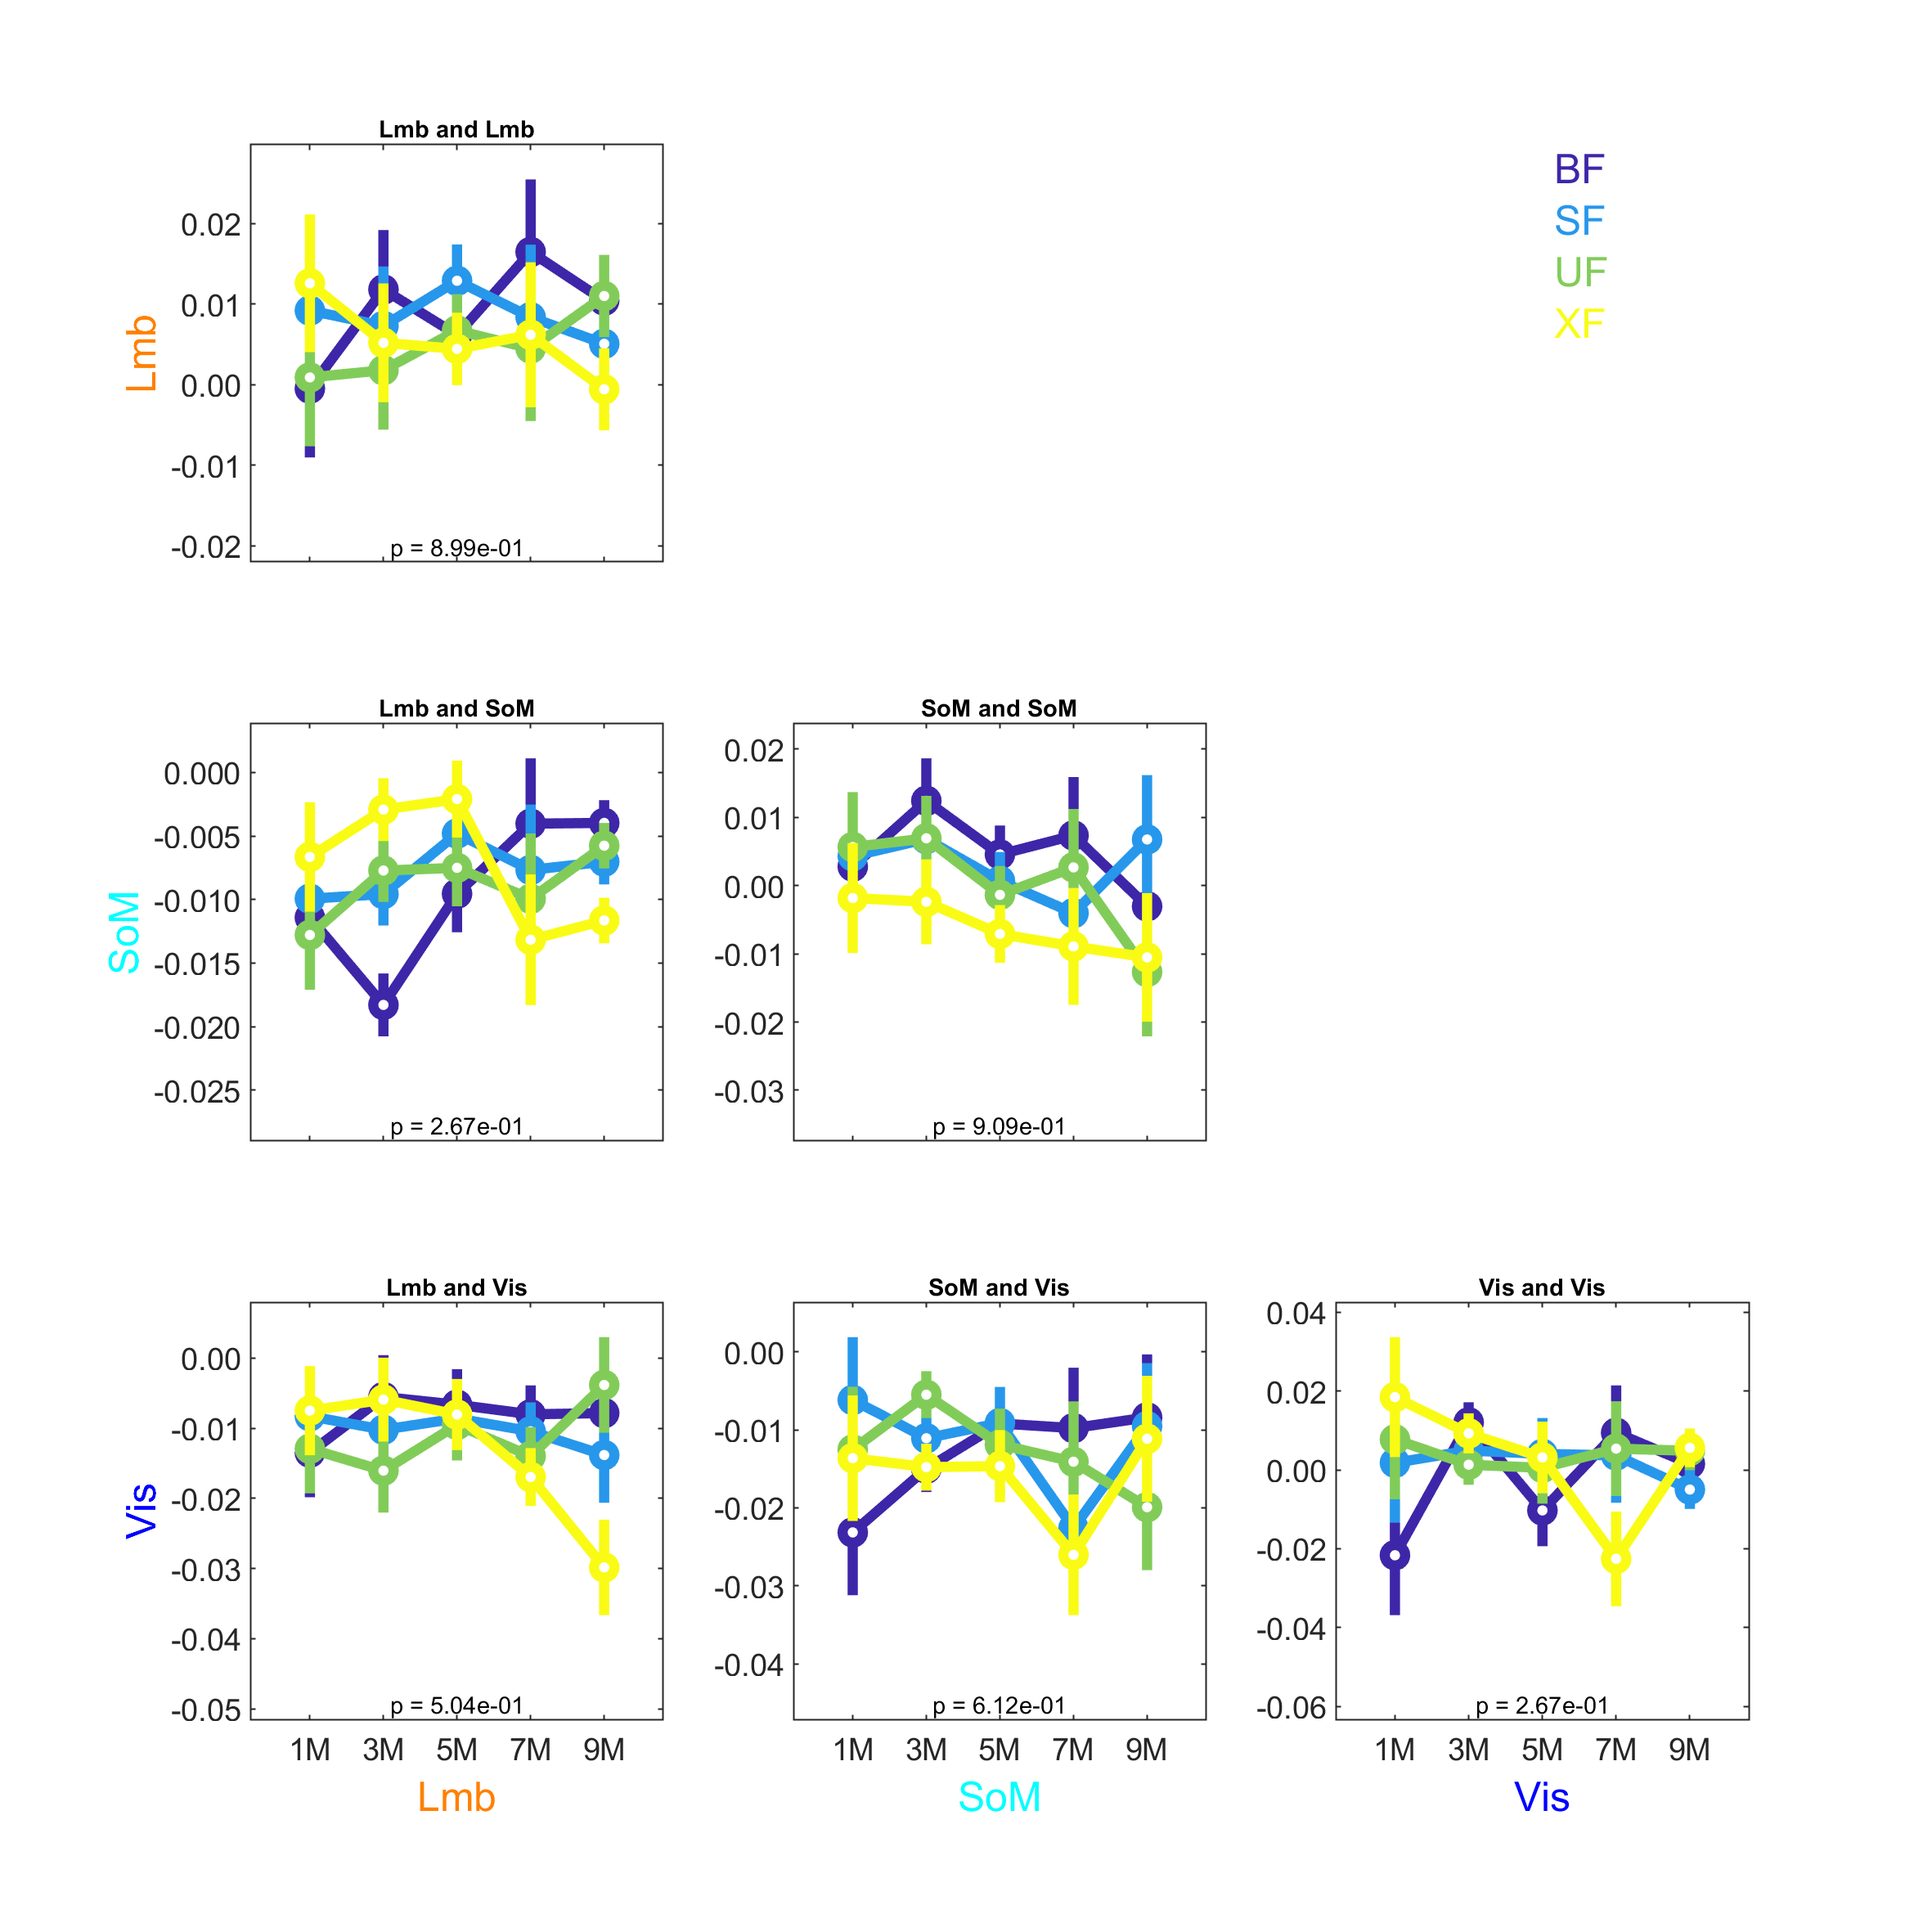 Lmb and Lmb
0.02
0.01
0.00
-0.01
-0.02
Lmb
p = 8.99e-01
BF
SF
UF
XF
Lmb and SoM
0.000
-0.005
-0.010
-0.015
-0.020
-0.025
SoM
p = 2.67e-01
SoM and SoM
0.02
0.01
0.00
-0.01
-0.02
-0.03
p = 9.09e-01
Lmb and Vis
0.00
-0.01
-0.02
-0.03
-0.04
-0.05
Vis
p = 5.04e-01
1M 3M 5M 7M 9M
Lmb
SoM and Vis
0.00
-0.01
-0.02
-0.03
-0.04
p = 6.12e-01
1M 3M 5M 7M 9M
SoM
Vis and Vis
0.04
0.02
0.00
-0.02
-0.04
-0.06
p = 2.67e-01
1M 3M 5M 7M 9M
Vis